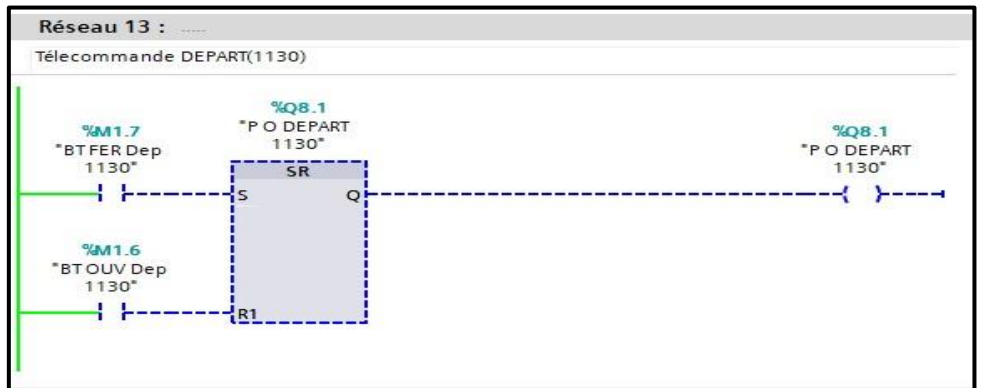 Réseau 13 : .....
Télecommande DEPART(1130)
%Q8.1
"P O DEPART
1130"
%M1.7
"BT FER Dep
1130"
SR
S
Q
%Q8.1
"P O DEPART
1130"
%M1.6
"BT OUV Dep
1130"
R1